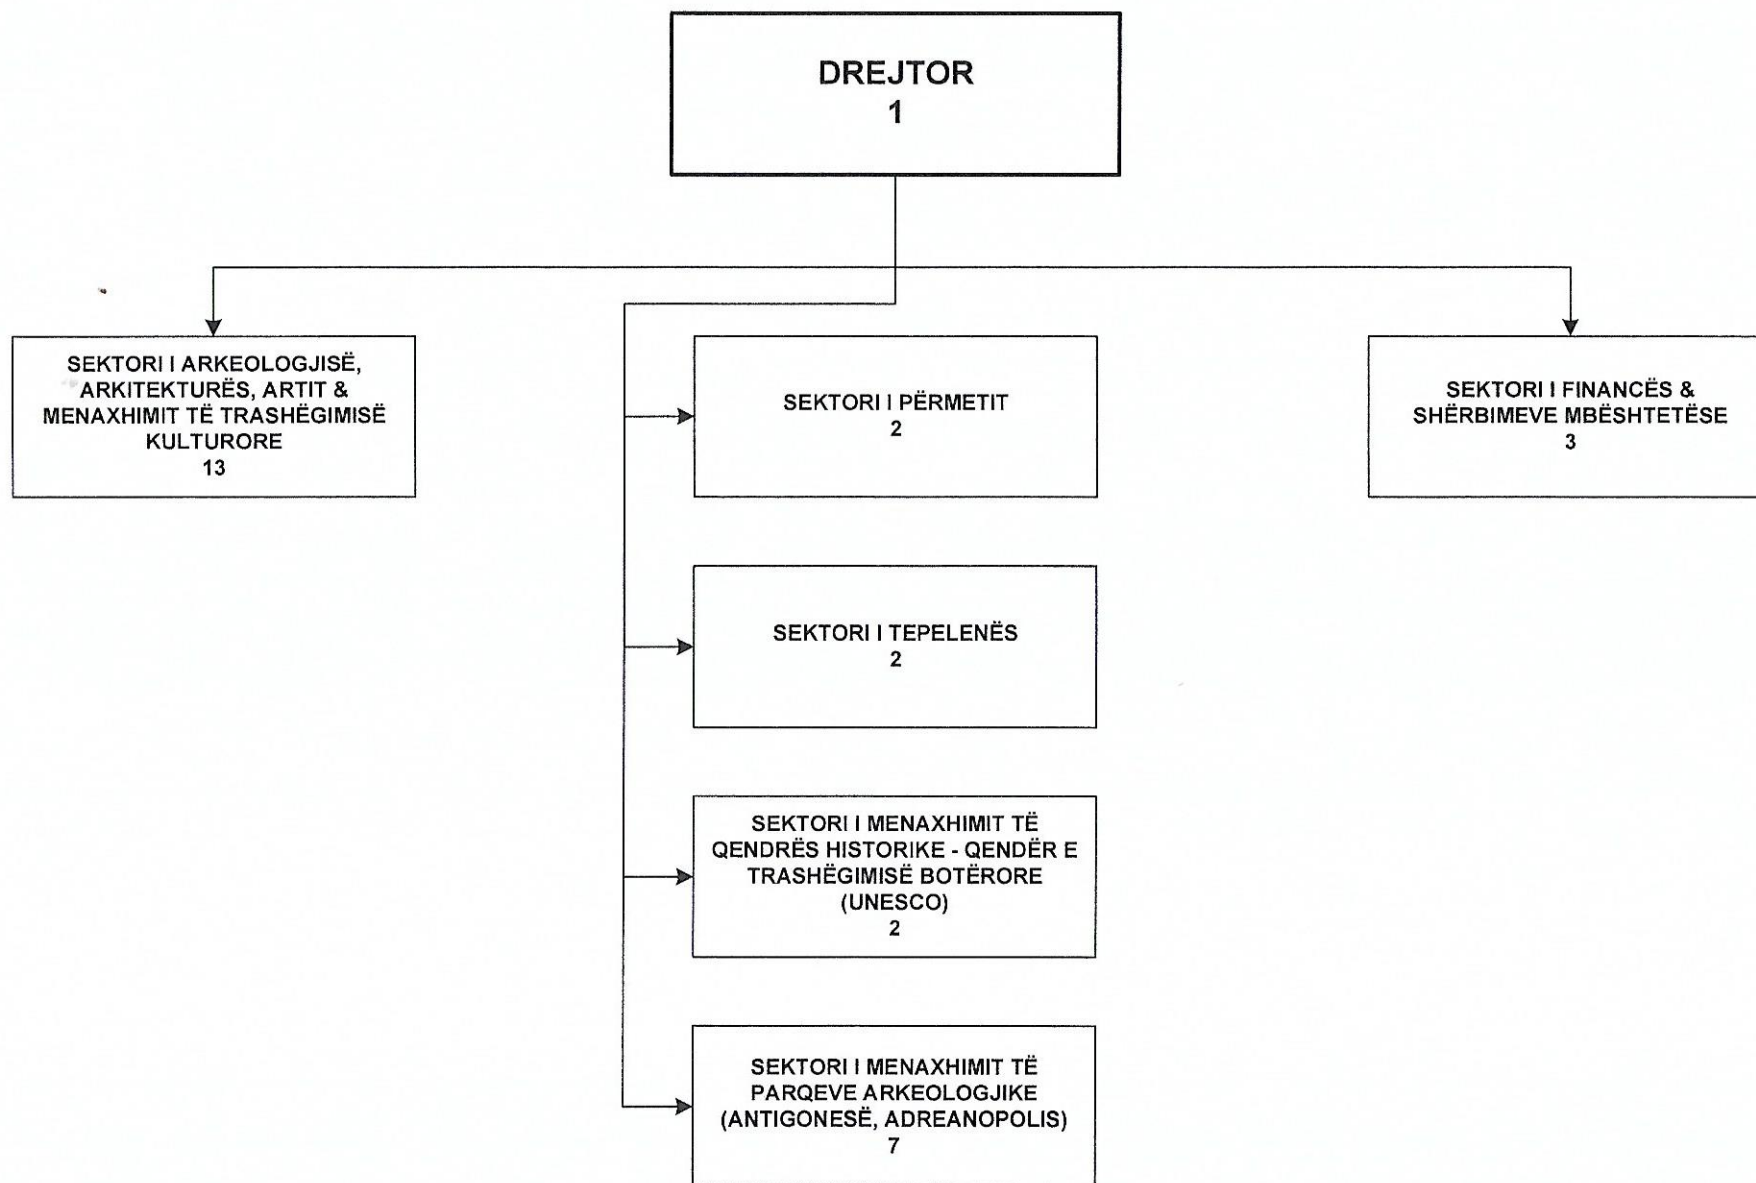 DREJTOR
1
SEKTORI I ARKEOLOGJISË,
ARKITEKTURËS, ARTIT &
MENAXHIMIT TË TRASHËGIMISË
KULTURORE
13
SEKTORI I PËRMETIT
2
SEKTORI I FINANCËS &
SHËRBIMEVE MBËSHTETËSE
3
SEKTORI I TEPELENËS
2
SEKTORI I MENAXHIMIT TË
QENDRËS HISTORIKE - QENDËR E
TRASHËGIMISË BOTËRORE
(UNESCO)
2
SEKTORI I MENAXHIMIT TË
PARQEVE ARKEOLOGJIKE
(ANTIGONESË, ADREANOPOLIS)
7